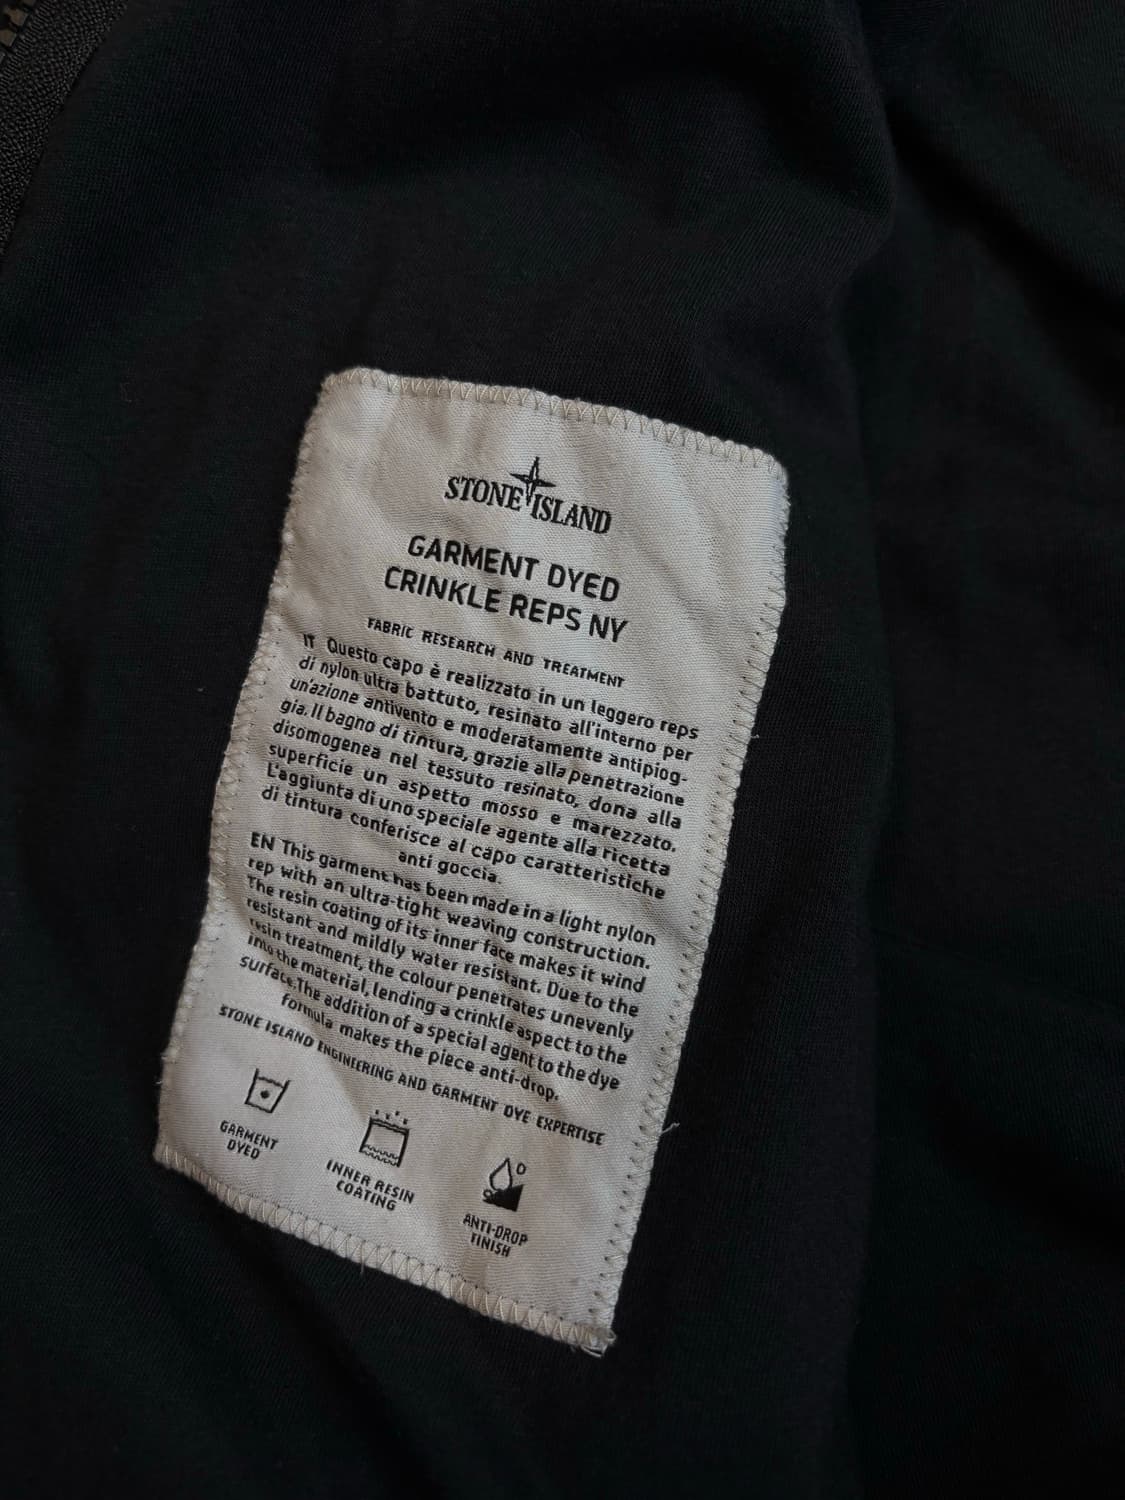 STONE ISLAND
GARMENT DYED
CRINKLE REPS NY
FABRIC RESEARCH AND TREATMENT
IT Questo capo è realizzato in un leggero reps
di nylon ultra battuto, resinato all'interno per
un'azione antivento e moderatamente antipiog-
gia. Il bagno di tintura, grazie alla penetrazione
disomogenea nel tessuto resinato, dona alla
superficie un aspetto mosso e marezzato.
L'aggiunta di uno speciale agente alla ricetta
di tintura conferisce al capo caratteristiche
anti goccia.
EN This garment has been made in a light nylon
rep with an ultra-tight weaving construction.
The resin coating of its inner face makes it wind
resistant and mildly water resistant. Due to the
resin treatment, the colour penetrates unevenly
into the material, lending a crinkle aspect to the
surface. The addition of a special agent to the dye
formula makes the piece anti-drop.
STONE ISLAND ENGINEERING AND GARMENT DYE EXPERTISE
GARMENT
DYED
INNER RESIN
COATING
ANTI-DROP
FINISH